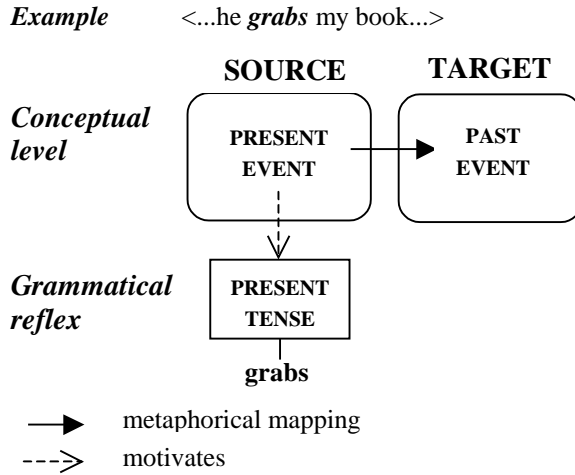 Example <...he grabs my book...>
SOURCE TARGET
Conceptual
level
PRESENT
EVENT
PAST
EVENT
Grammatical
reflex
PRESENT
TENSE
grabs
metaphorical mapping
motivates